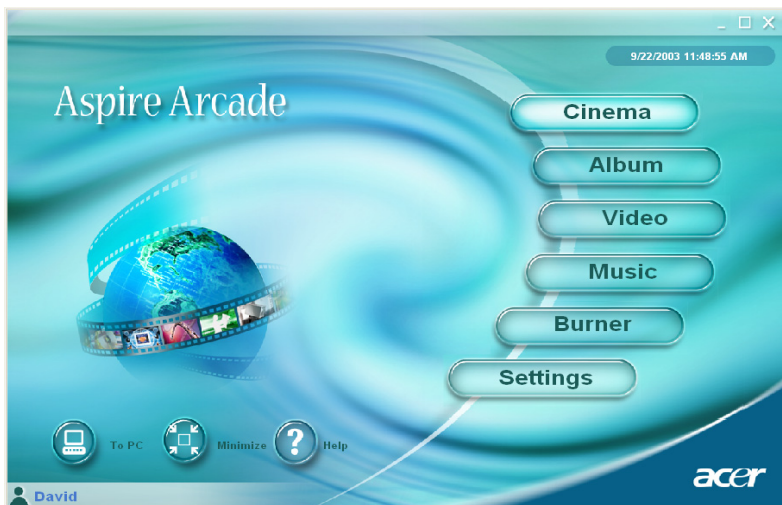 9/22/2003 11:48:55 AM
Aspire Arcade
Cinema
Album
Video
Music
Burner
Settings
To PC
Minimize
? Help
David
acer